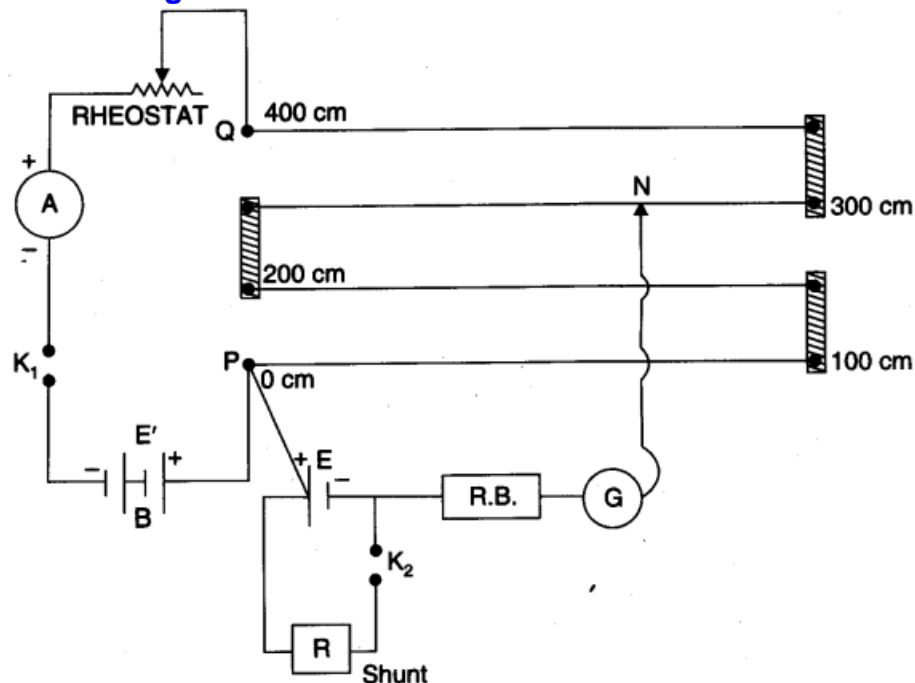 400 cm
RHEOSTAT
Q
+
A
−
N
300 cm
200 cm
K₁
P
0 cm
100 cm
E'
− +
B
+ E −
R.B.
G
K₂
R
Shunt